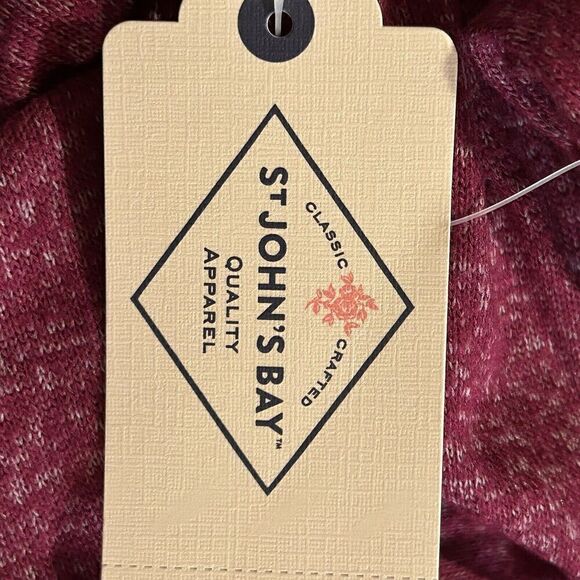 CLASSIC CRAFTED
ST JOHN'S BAY™
QUALITY
APPAREL